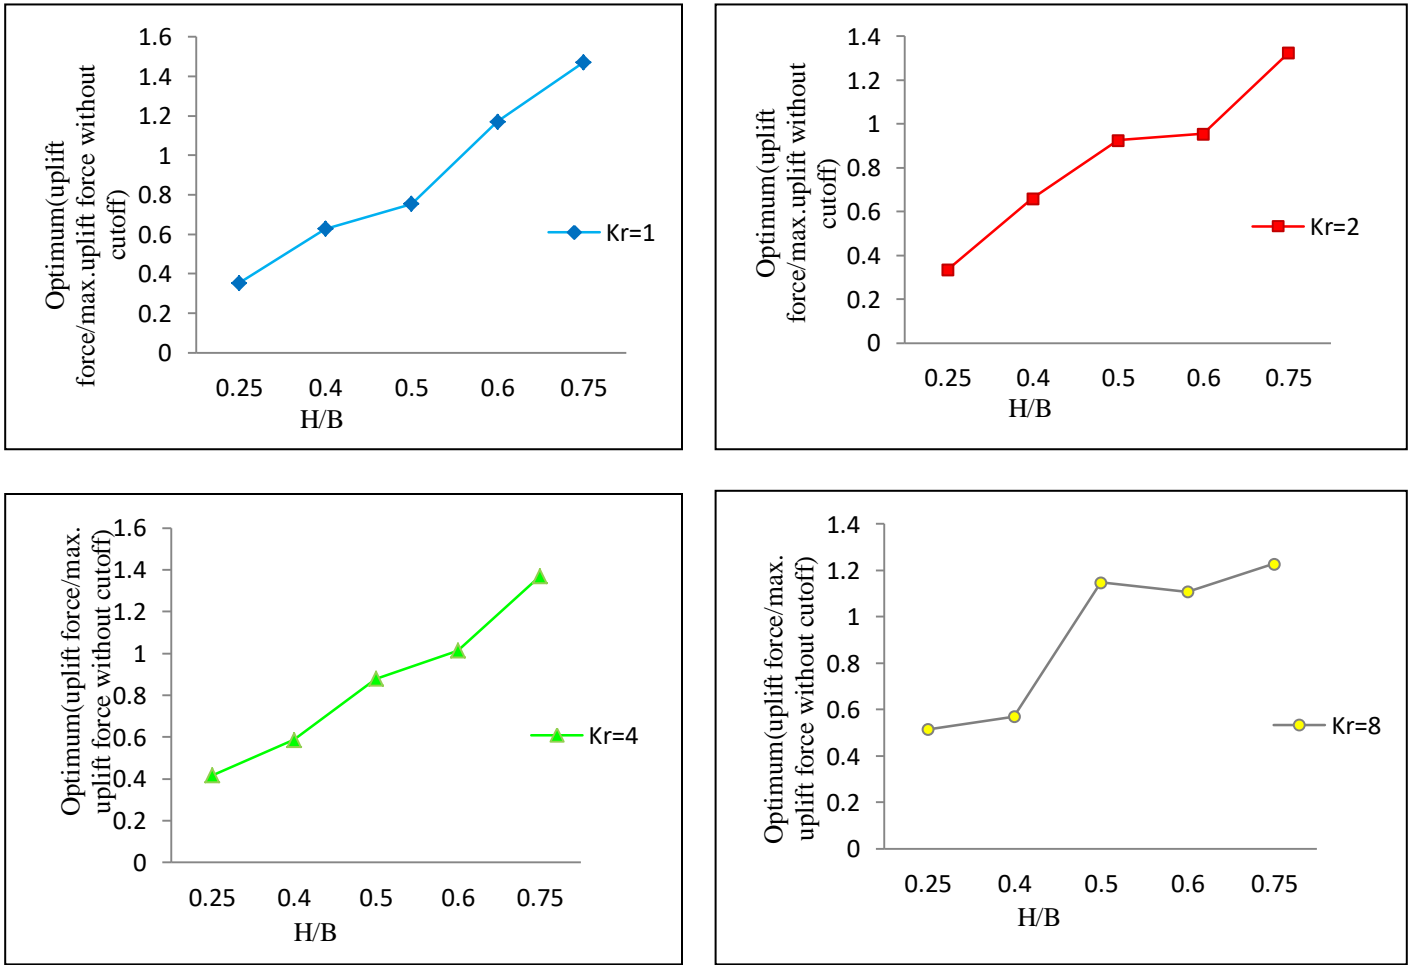 Optimum(uplift
force/max.uplift force without
cutoff)
1.6
1.4
1.2
1
0.8
0.6
0.4
0.2
0
0.25 0.4 0.5 0.6 0.75
H/B
Kr=1
Optimum(uplift
force/max.uplift without
cutoff)
1.4
1.2
1
0.8
0.6
0.4
0.2
0
0.25 0.4 0.5 0.6 0.75
H/B
Kr=2
Optimum(uplift force/max.
uplift force without cutoff)
1.6
1.4
1.2
1
0.8
0.6
0.4
0.2
0
0.25 0.4 0.5 0.6 0.75
H/B
Kr=4
Optimum(uplift force/max.
uplift force without cutoff)
1.4
1.2
1
0.8
0.6
0.4
0.2
0
0.25 0.4 0.5 0.6 0.75
H/B
Kr=8